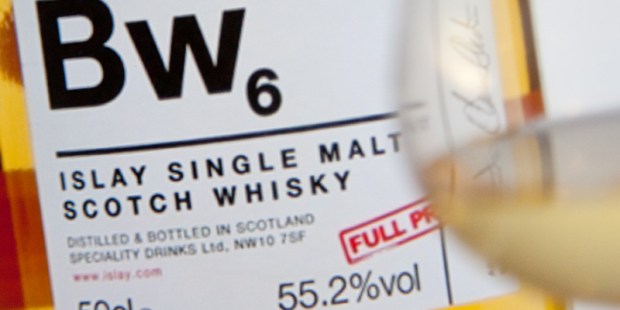 Bw6
ISLAY SINGLE MALT
SCOTCH WHISKY
DISTILLED & BOTTLED IN SCOTLAND
SPECIALITY DRINKS Ltd, NW10 7SF
www.islay.com
FULL
50cl
55.2%vol